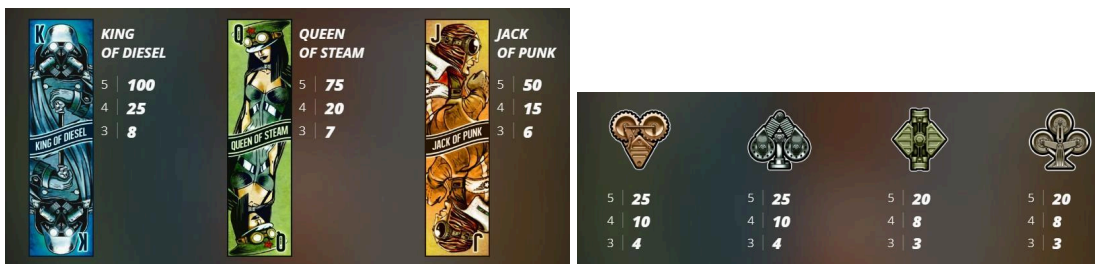 K
KING
OF DIESEL
5 | 100
4 | 25
3 | 8
KING OF DIESEL
K
Q
QUEEN
OF STEAM
5 | 75
4 | 20
3 | 7
QUEEN OF STEAM
Q
J
JACK
OF PUNK
5 | 50
4 | 15
3 | 6
JACK OF PUNK
J
5 | 25
4 | 10
3 | 4
5 | 25
4 | 10
3 | 4
5 | 20
4 | 8
3 | 3
5 | 20
4 | 8
3 | 3